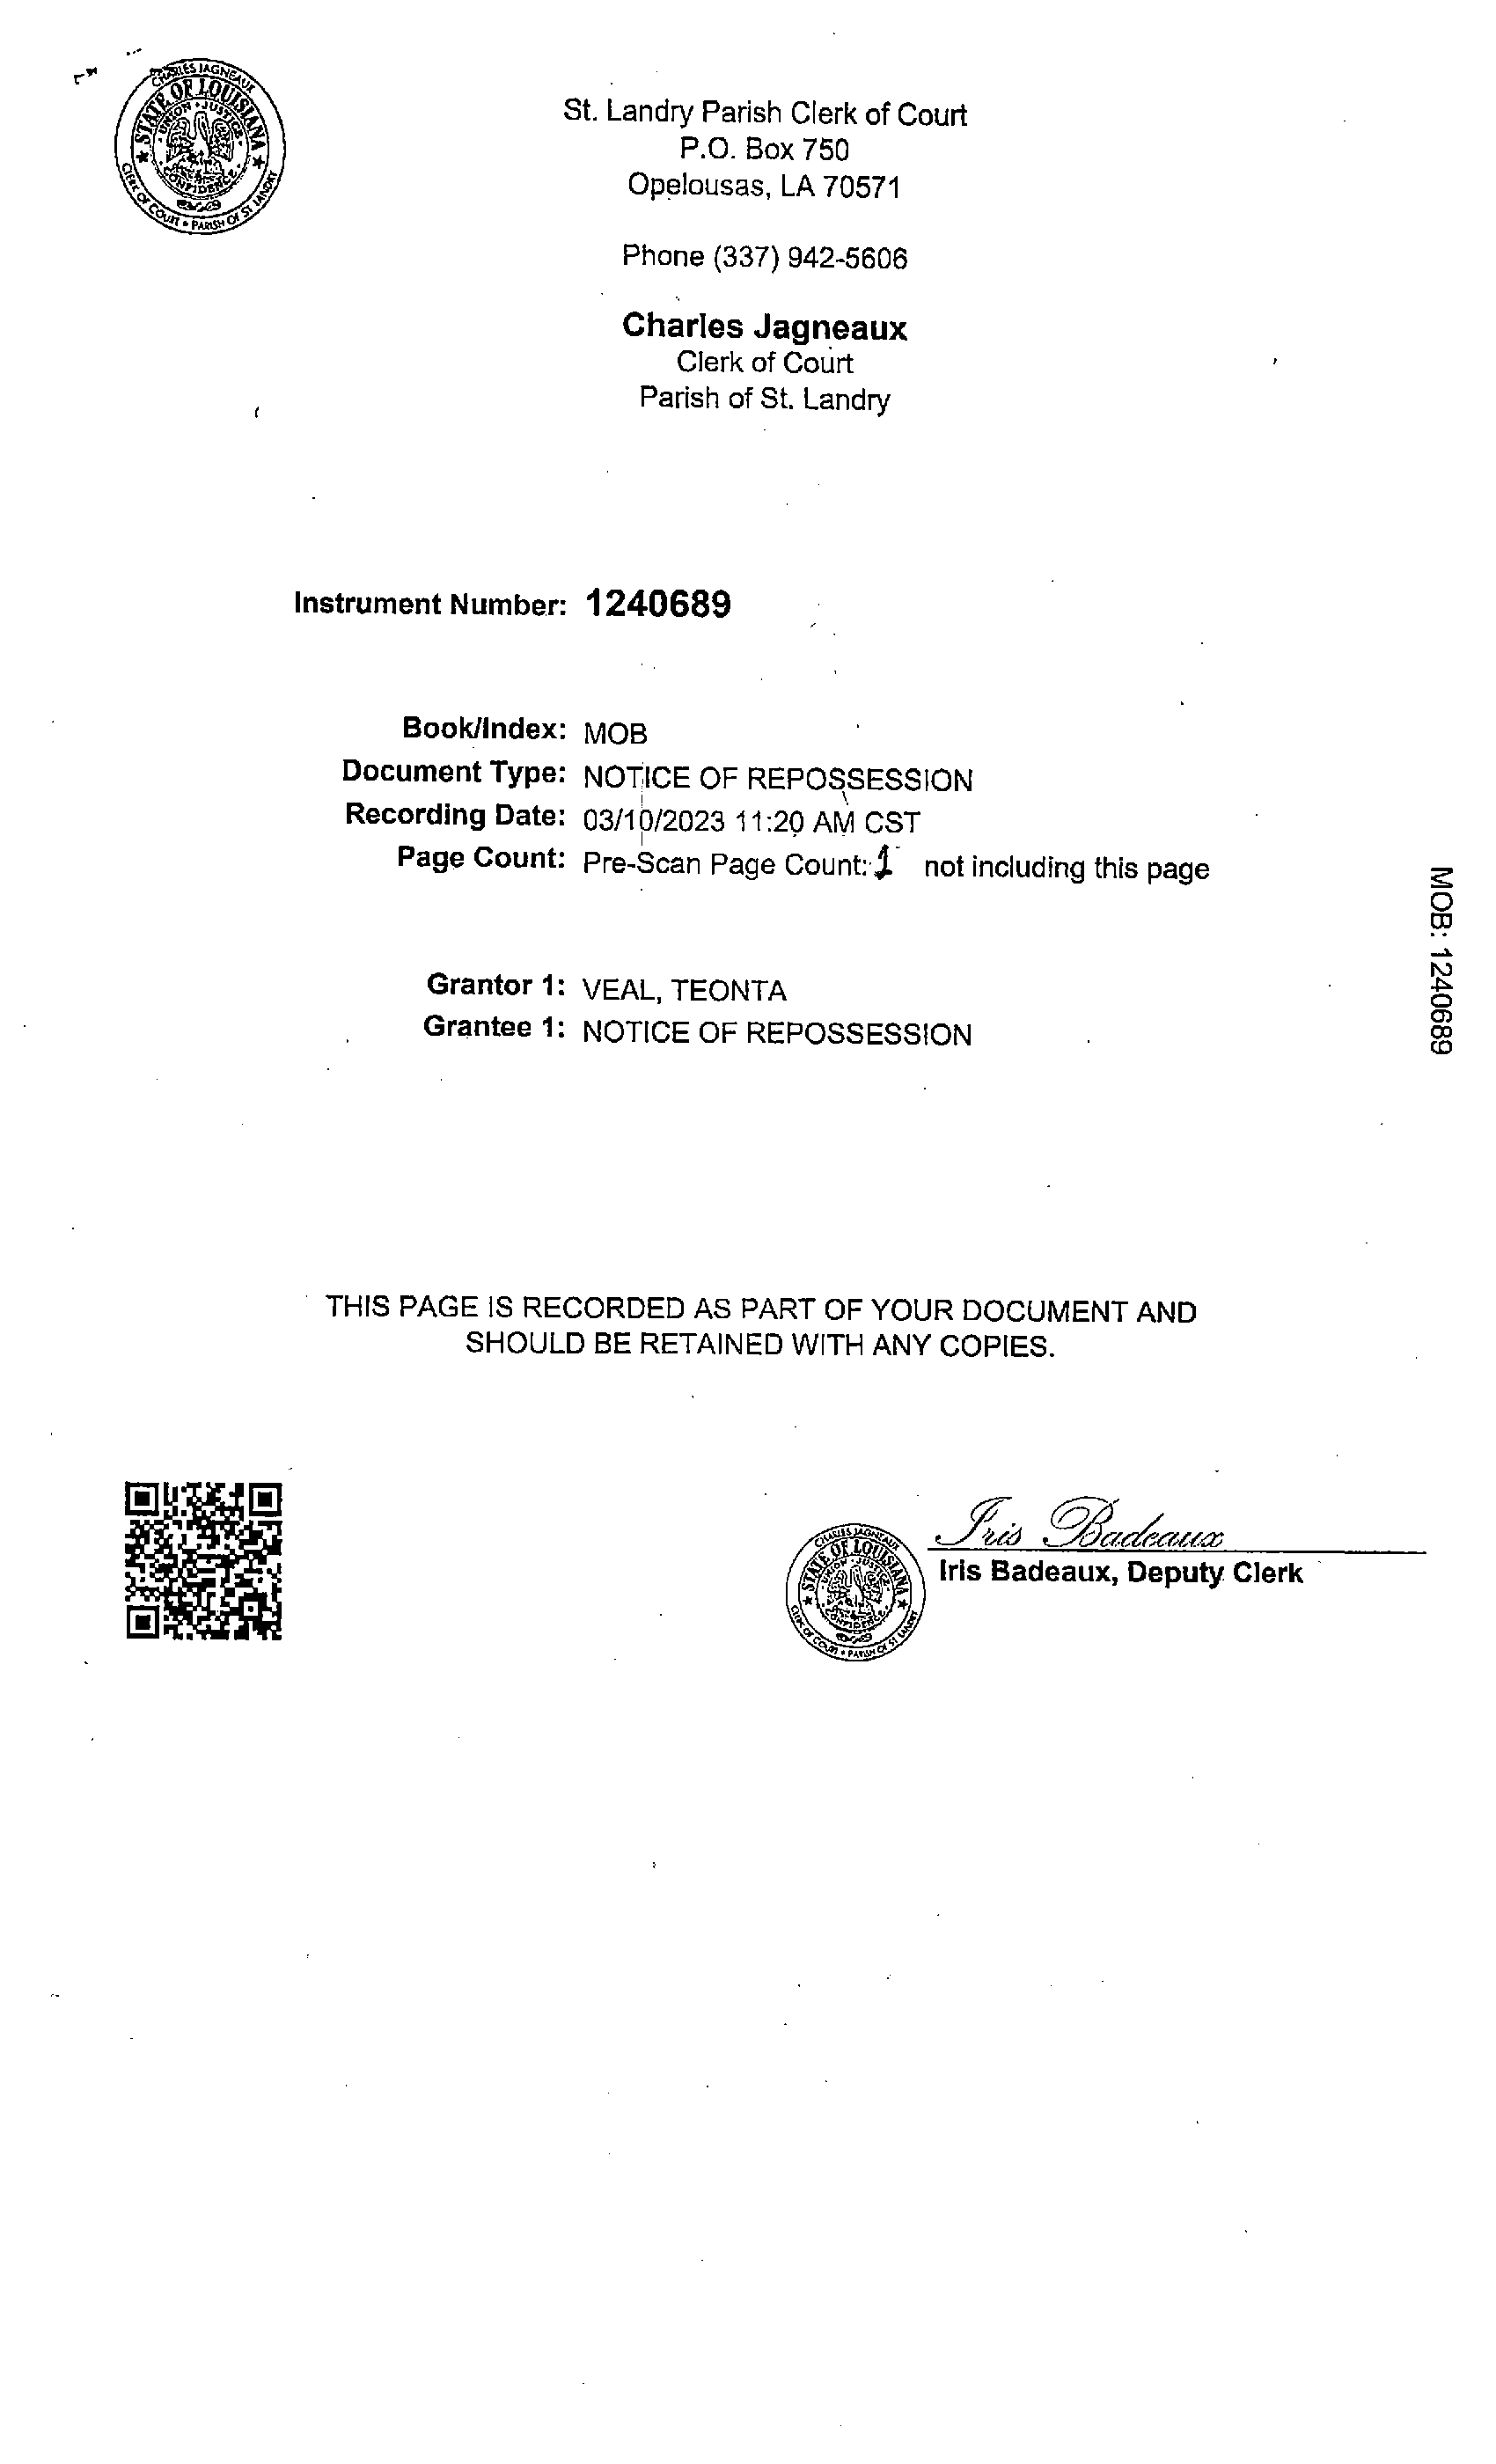 CHARLES JAGNEAUX
STATE OF LOUISIANA
UNION JUSTICE
CONFIDENCE
CLERK OF COURT • PARISH OF ST LANDRY
St. Landry Parish Clerk of Court
P.O. Box 750
Opelousas, LA 70571
Phone (337) 942-5606
Charles Jagneaux
Clerk of Court
Parish of St. Landry
Instrument Number: 1240689
Book/Index: MOB
Document Type: NOTICE OF REPOSSESSION
Recording Date: 03/10/2023 11:20 AM CST
Page Count: Pre-Scan Page Count: 1 not including this page
MOB: 1240689
Grantor 1: VEAL, TEONTA
Grantee 1: NOTICE OF REPOSSESSION
THIS PAGE IS RECORDED AS PART OF YOUR DOCUMENT AND
SHOULD BE RETAINED WITH ANY COPIES.
CHARLES JAGNEAUX
STATE OF LOUISIANA
UNION JUSTICE
CONFIDENCE
CLERK OF COURT • PARISH OF ST LANDRY
Iris Badeaux
Iris Badeaux, Deputy Clerk